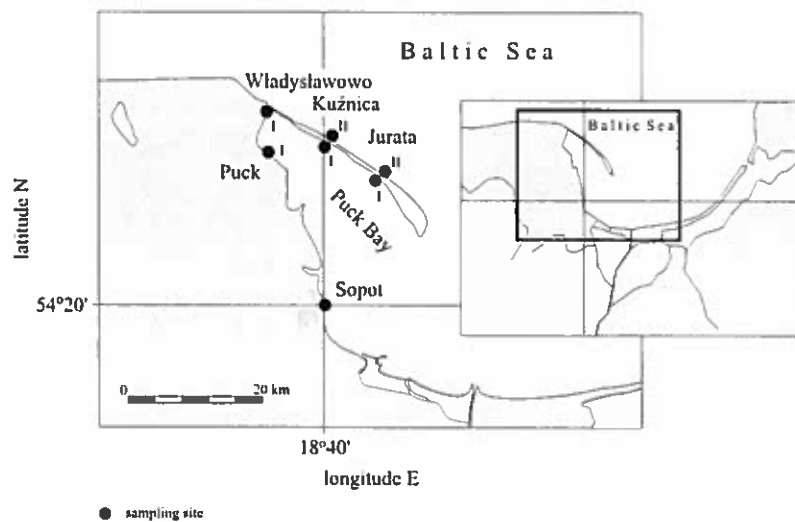 Baltic Sea
Władysławowo
Kuźnica
II
I
Jurata
II
I
I
I
Puck
Puck Bay
Baltic Sea
latitude N
54°20'
Sopot
0
20 km
18°40'
longitude E
sampling site